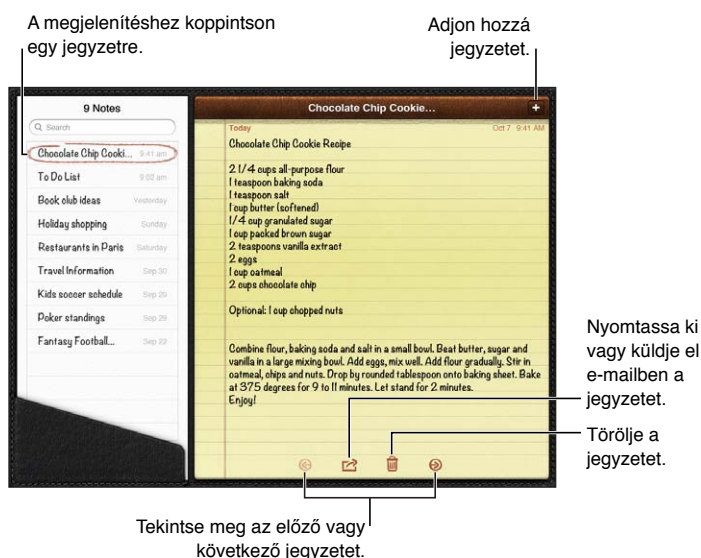 A megjelenítéshez koppintson
egy jegyzetre.
Adjon hozzá
jegyzetet.
9 Notes
Search
Chocolate Chip Cooki... 9:41 am
To Do List 9:02 am
Book club ideas Yesterday
Holiday shopping Sunday
Restaurants in Paris Saturday
Travel Information Sep 30
Kids soccer schedule Sep 29
Poker standings Sep 29
Fantasy Football... Sep 22
Chocolate Chip Cookie...
+
Today Oct 7 9:41 AM
Chocolate Chip Cookie Recipe
2 1/4 cups all-purpose flour
1 teaspoon baking soda
1 teaspoon salt
1 cup butter (softened)
1/4 cup granulated sugar
1 cup packed brown sugar
2 teaspoons vanilla extract
2 eggs
1 cup oatmeal
2 cups chocolate chip
Optional: 1 cup chopped nuts
Combine flour, baking soda and salt in a small bowl. Beat butter, sugar and
vanilla in a large mixing bowl. Add eggs, mix well. Add flour gradually. Stir in
oatmeal, chips and nuts. Drop by rounded tablespoon onto baking sheet. Bake
at 375 degrees for 9 to 11 minutes. Let stand for 2 minutes.
Enjoy!
Nyomtassa ki
vagy küldje el
e-mailben a
jegyzetet.
Törölje a
jegyzetet.
Tekintse meg az előző vagy
következő jegyzetet.